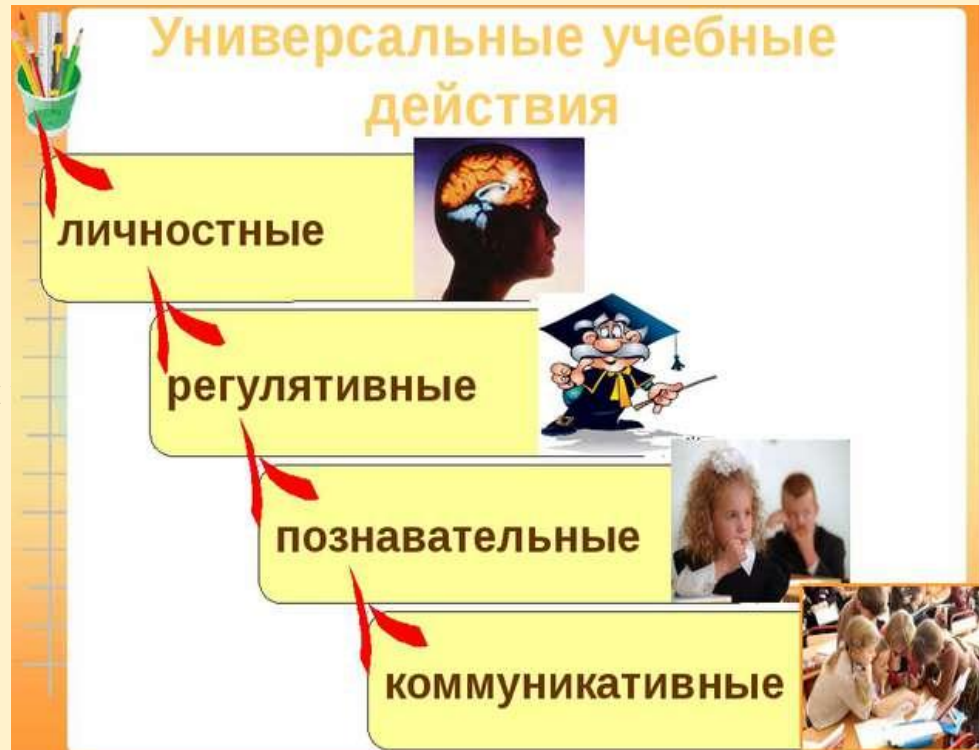 Универсальные учебные
действия
личностные
регулятивные
познавательные
коммуникативные